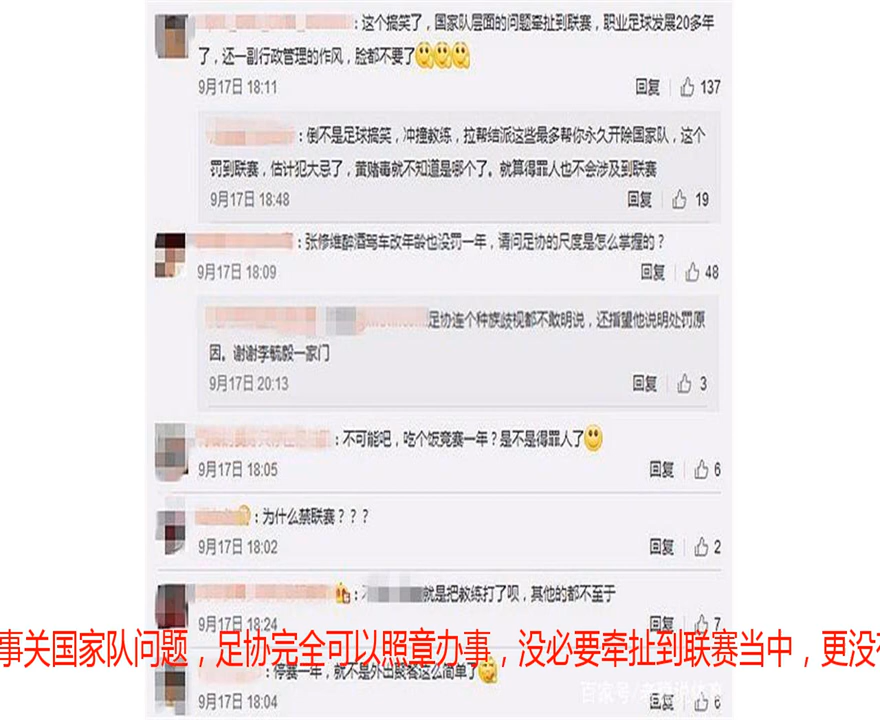 ：这个搞笑了，国家队层面的问题牵扯到联赛，职业足球发展20多年
了，还一副行政管理的作风，脸都不要了
9月17日 18:11 回复 137
：倒不是足球搞笑，冲撞教练，拉帮结派这些最多帮你永久开除国家队，这个
罚到联赛，估计犯大忌了，黄赌毒就不知道是哪个了。就算得罪人也不会涉及到联赛
9月17日 18:48 回复 19
：张修维醉酒驾车改年龄也没罚一年，请问足协的尺度是怎么掌握的？
9月17日 18:09 回复 48
足协连个种族歧视都不敢明说，还指望他说明处罚原
因。谢谢李毓毅一家门
9月17日 20:13 回复 3
：不可能吧，吃个饭竞赛一年？是不是得罪人了
9月17日 18:05 回复 6
：为什么禁联赛？？？
9月17日 18:02 回复 2
就是把教练打了呗，其他的都不至于
9月17日 18:24 回复 7
事关国家队问题，足协完全可以照章办事，没必要牵扯到联赛当中，更没
：停赛一年，就不是外出聚餐这么简单了
9月17日 18:04 回复 6